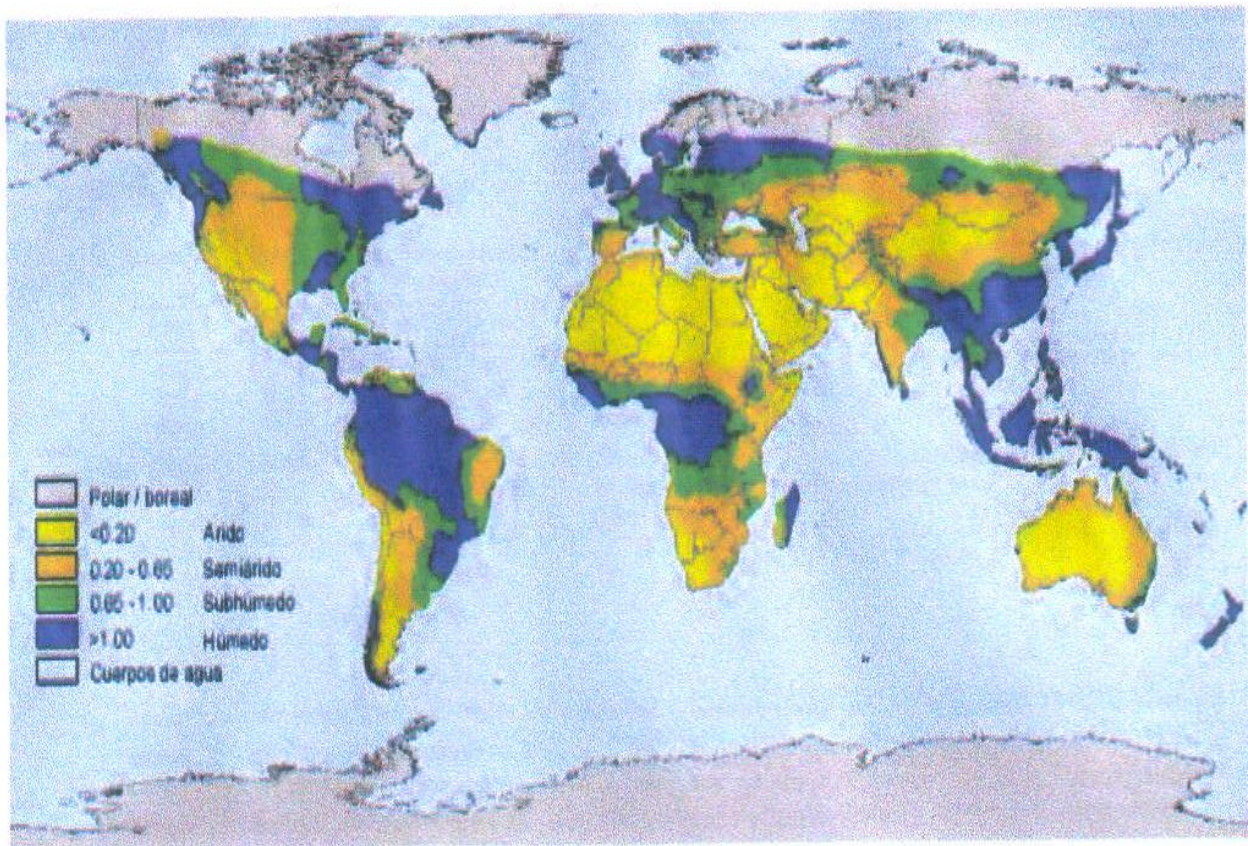 Polar / boreal
<0.20 Arido
0.20 - 0.65 Semiárido
0.65 - 1.00 Subhúmedo
>1.00 Húmedo
Cuerpos de agua